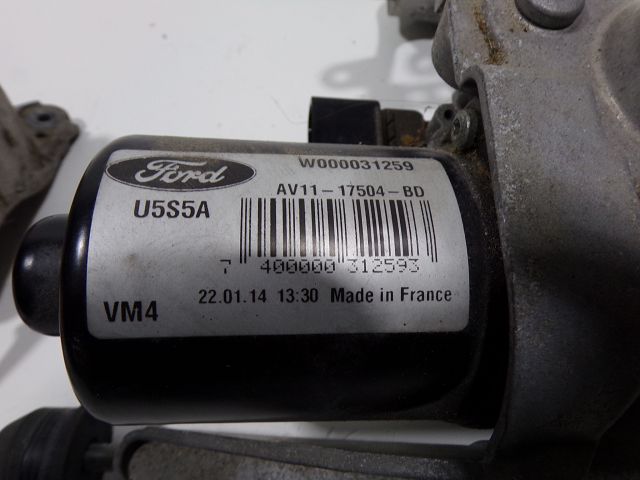 Ford
W000031259
AV11-17504-BD
U5S5A
7 400000 312593
22.01.14 13:30 Made in France
VM4